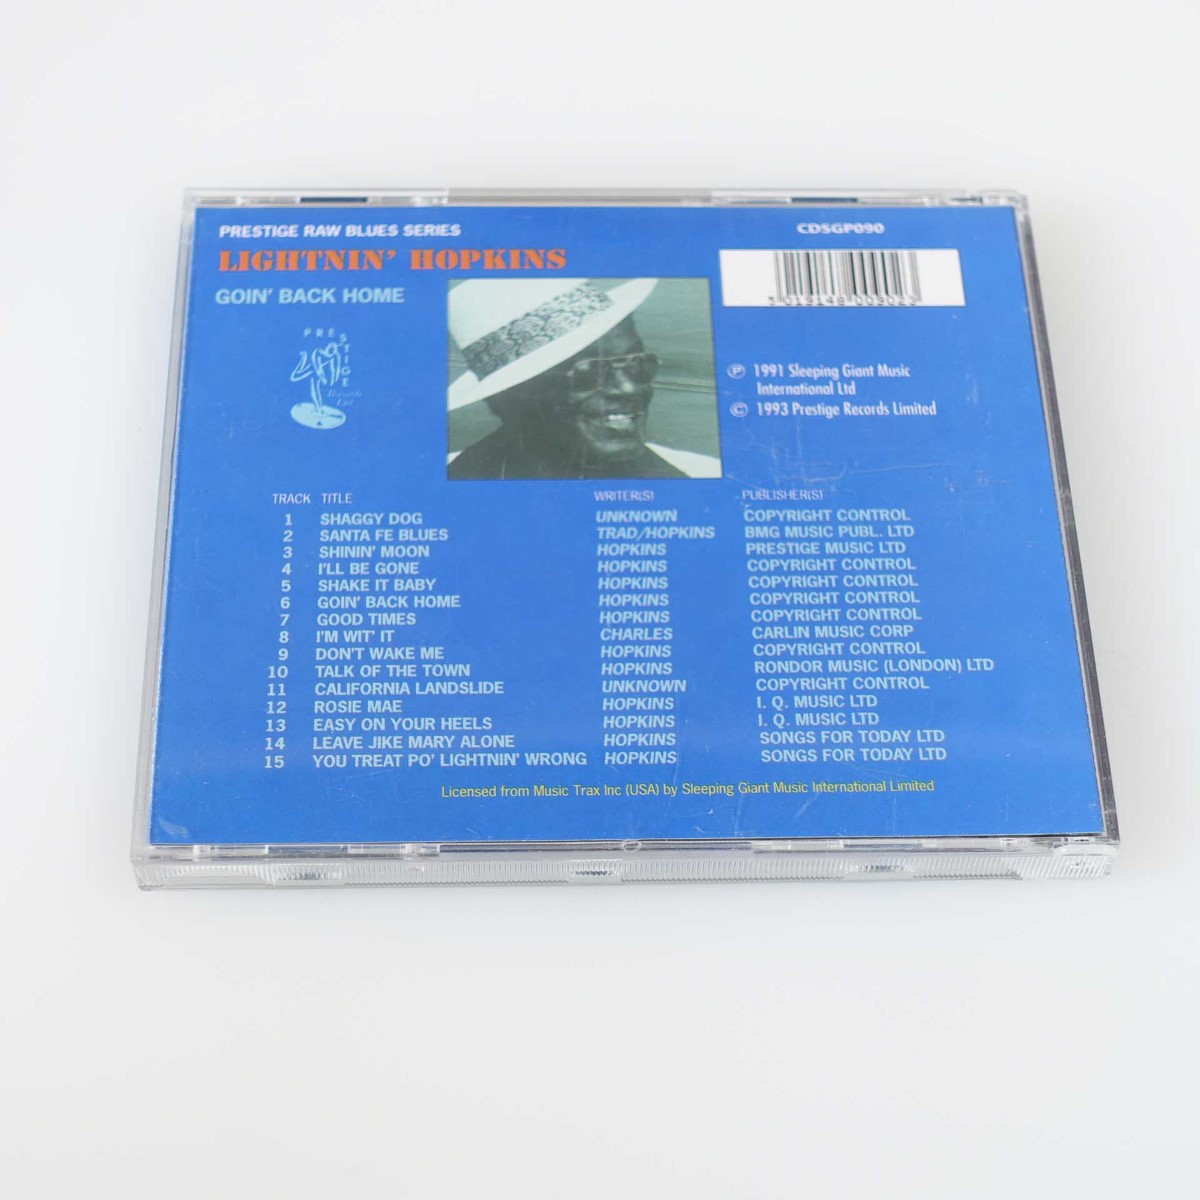 PRESTIGE RAW BLUES SERIES
CDSGP090
LIGHTNIN' HOPKINS
GOIN' BACK HOME
PRESTIGE
Records
Ltd
5 019148 009022
℗ 1991 Sleeping Giant Music
International Ltd
© 1993 Prestige Records Limited
TRACK TITLE WRITER(S) PUBLISHER(S)
1 SHAGGY DOG UNKNOWN COPYRIGHT CONTROL
2 SANTA FE BLUES TRAD/HOPKINS BMG MUSIC PUBL. LTD
3 SHININ' MOON HOPKINS PRESTIGE MUSIC LTD
4 I'LL BE GONE HOPKINS COPYRIGHT CONTROL
5 SHAKE IT BABY HOPKINS COPYRIGHT CONTROL
6 GOIN' BACK HOME HOPKINS COPYRIGHT CONTROL
7 GOOD TIMES HOPKINS COPYRIGHT CONTROL
8 I'M WIT' IT CHARLES CARLIN MUSIC CORP
9 DON'T WAKE ME HOPKINS COPYRIGHT CONTROL
10 TALK OF THE TOWN HOPKINS RONDOR MUSIC (LONDON) LTD
11 CALIFORNIA LANDSLIDE UNKNOWN COPYRIGHT CONTROL
12 ROSIE MAE HOPKINS I. Q. MUSIC LTD
13 EASY ON YOUR HEELS HOPKINS I. Q. MUSIC LTD
14 LEAVE JIKE MARY ALONE HOPKINS SONGS FOR TODAY LTD
15 YOU TREAT PO' LIGHTNIN' WRONG HOPKINS SONGS FOR TODAY LTD
Licensed from Music Trax Inc (USA) by Sleeping Giant Music International Limited